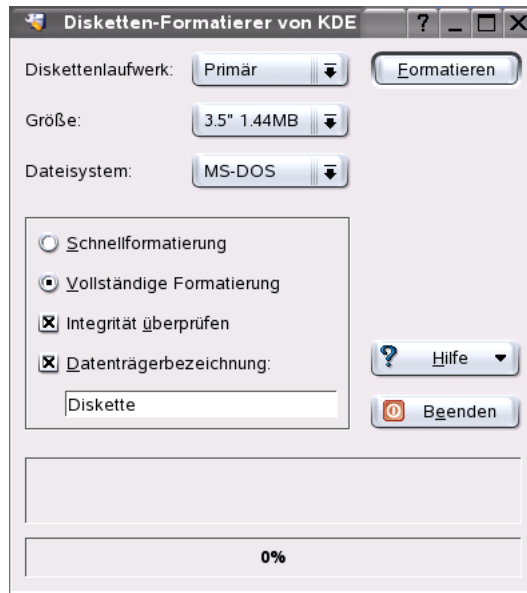 Disketten-Formatierer von KDE ?
Diskettenlaufwerk: Primär Formatieren
Größe: 3.5" 1.44MB
Dateisystem: MS-DOS
Schnellformatierung
Vollständige Formatierung
Integrität überprüfen
Datenträgerbezeichnung:
Hilfe
Diskette
Beenden
0%